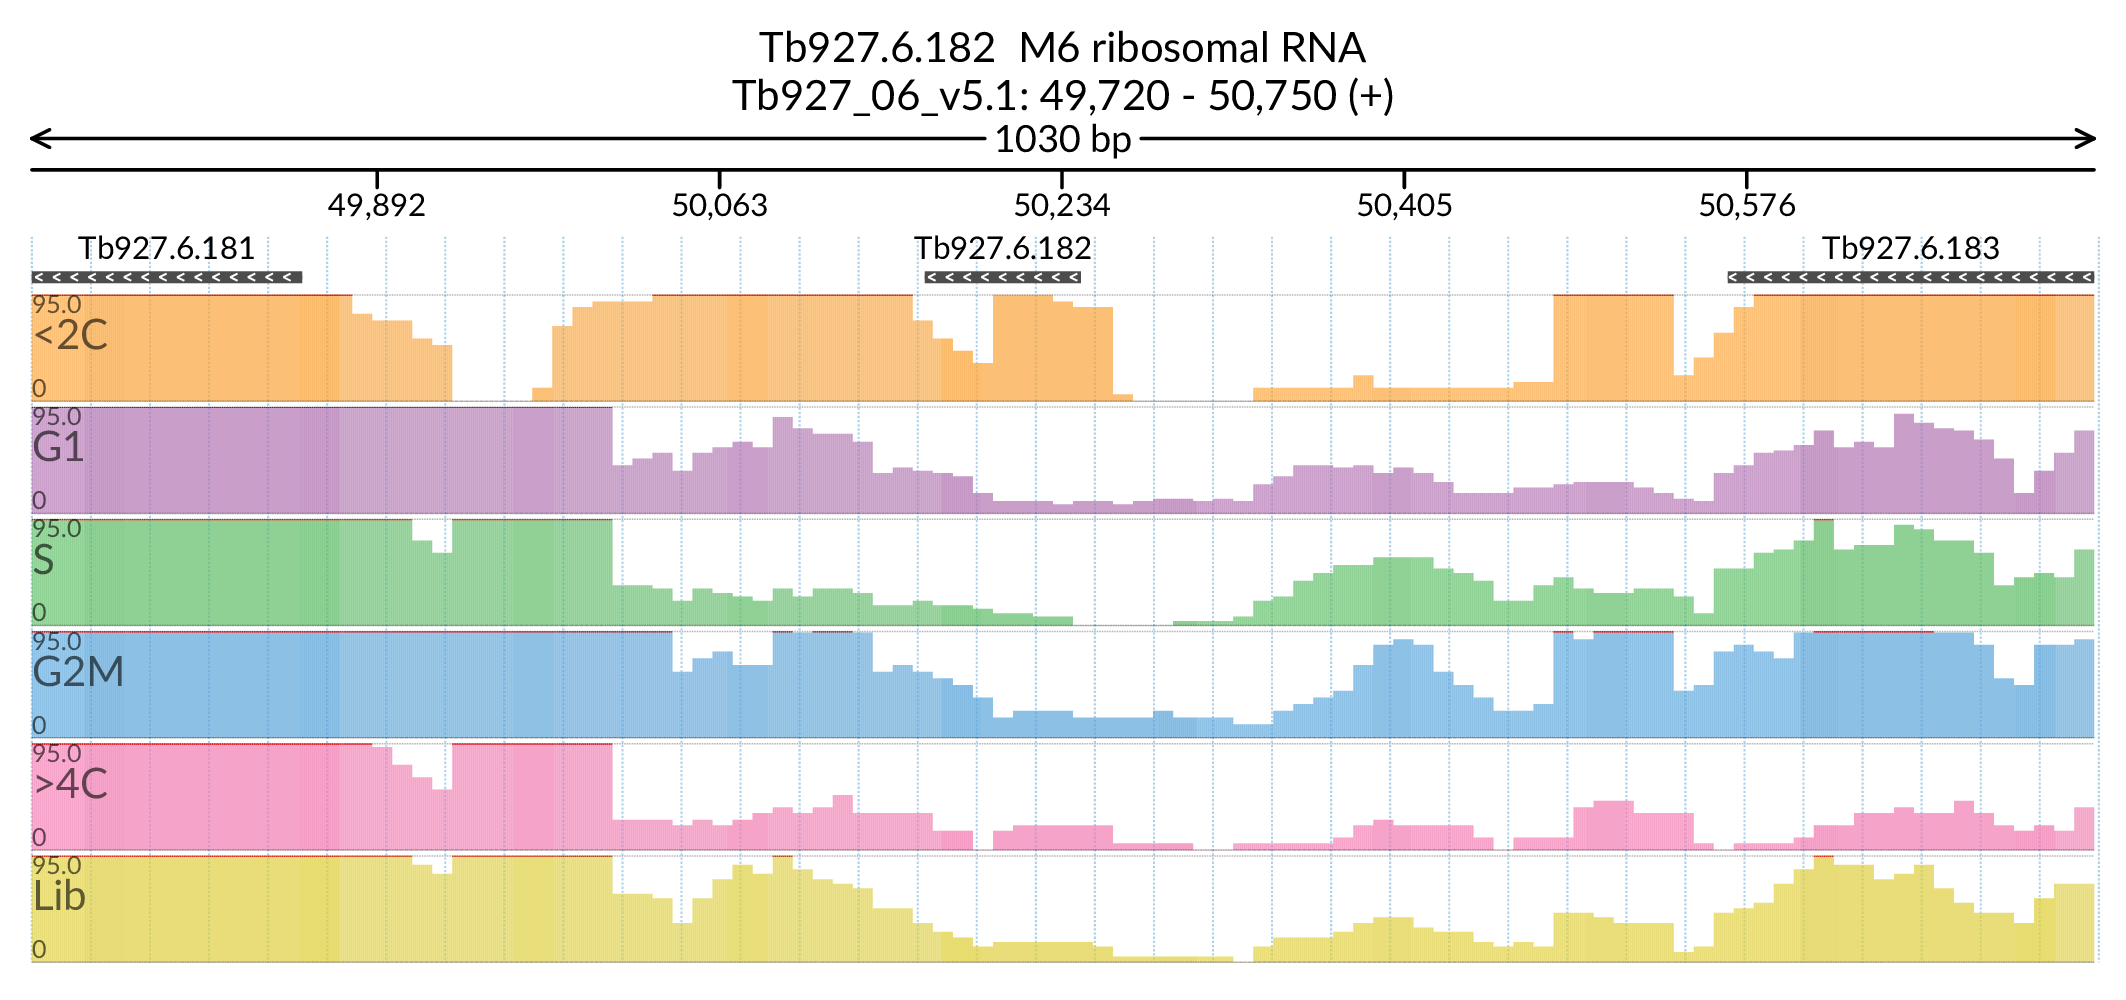 Tb927.6.182  M6 ribosomal RNA
Tb927_06_v5.1: 49,720 - 50,750 (+)
1030 bp
49,892 50,063 50,234 50,405 50,576
Tb927.6.181 Tb927.6.182 Tb927.6.183
95.0
<2C
0
95.0
G1
0
95.0
S
0
95.0
G2M
0
95.0
>4C
0
95.0
Lib
0